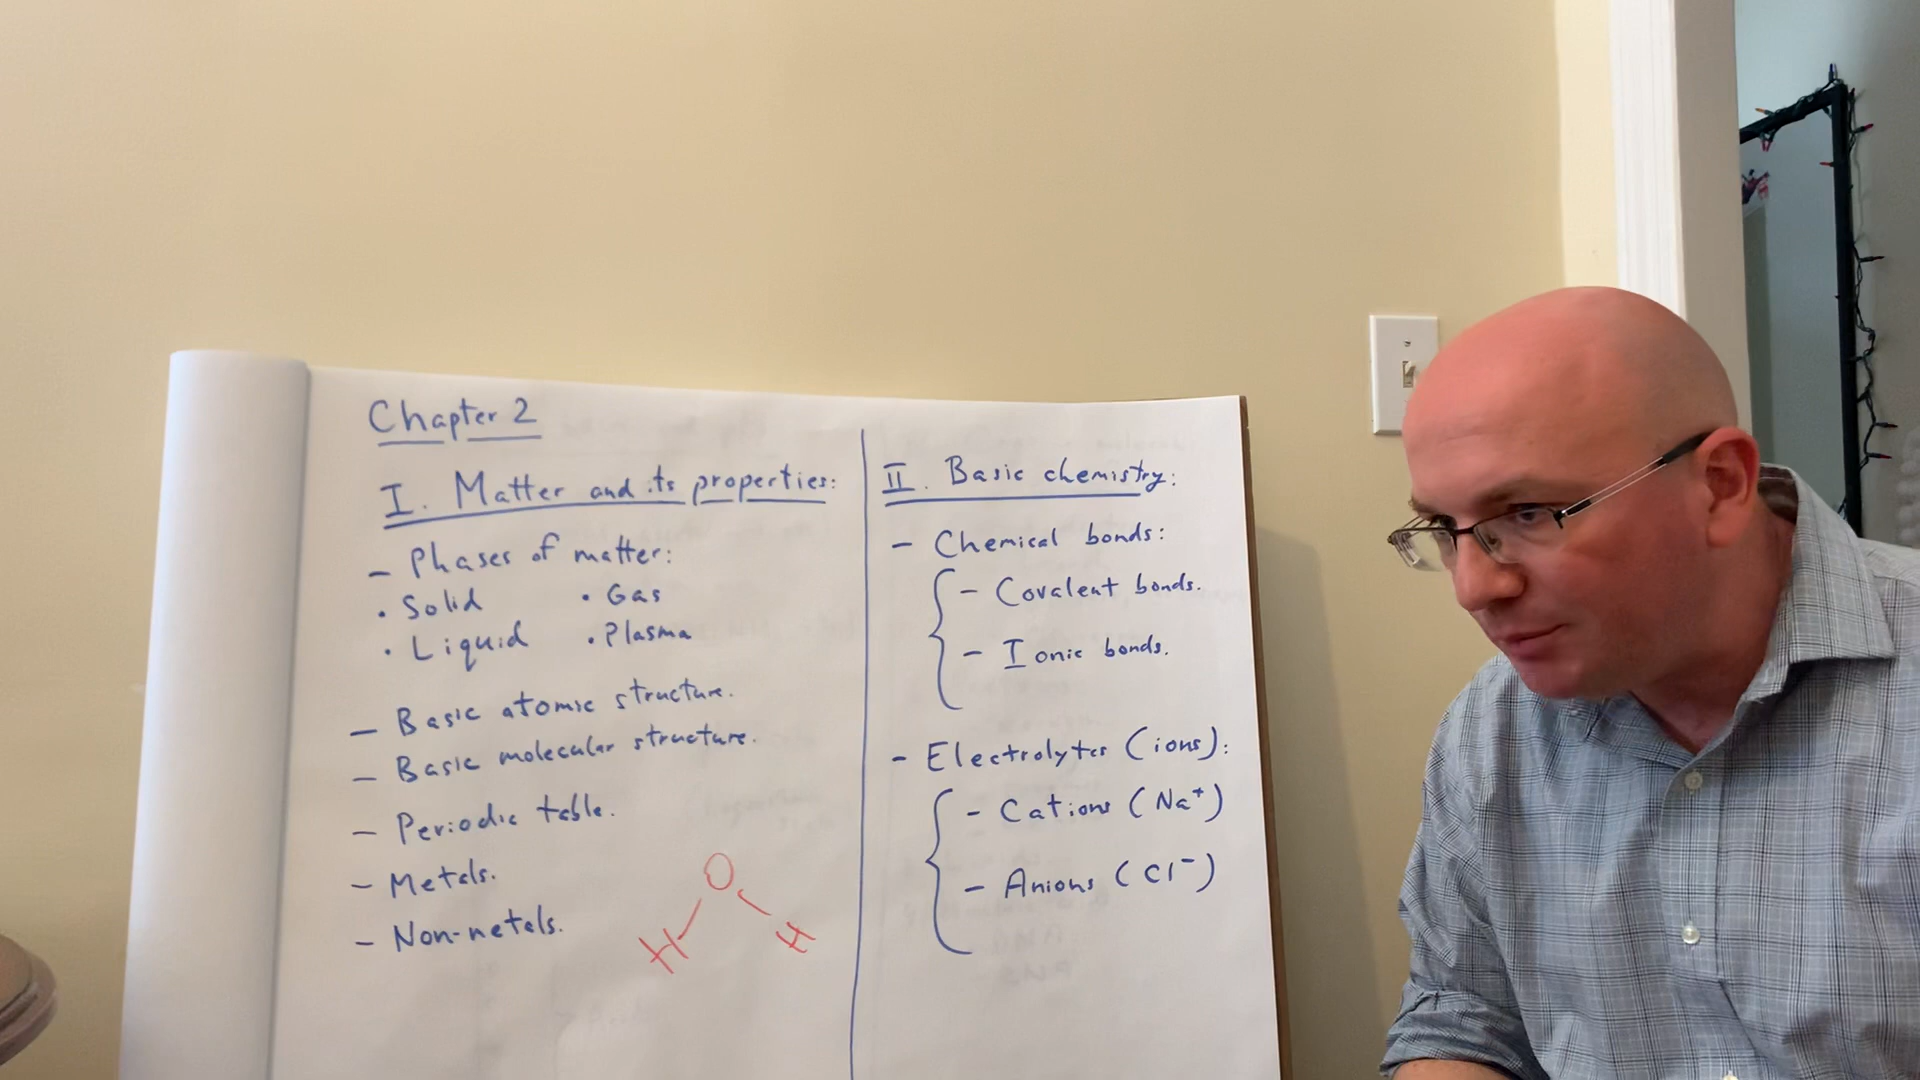 Chapter 2
I. Matter and its properties:
- Phases of matter:
• Solid • Gas
• Liquid • Plasma
- Basic atomic structure.
- Basic molecular structure.
- Periodic table.
- Metals.
- Non-metals.
O
H H
II. Basic chemistry:
- Chemical bonds:
- Covalent bonds.
- Ionic bonds.
- Electrolytes (ions):
- Cations (Na⁺)
- Anions (Cl⁻)